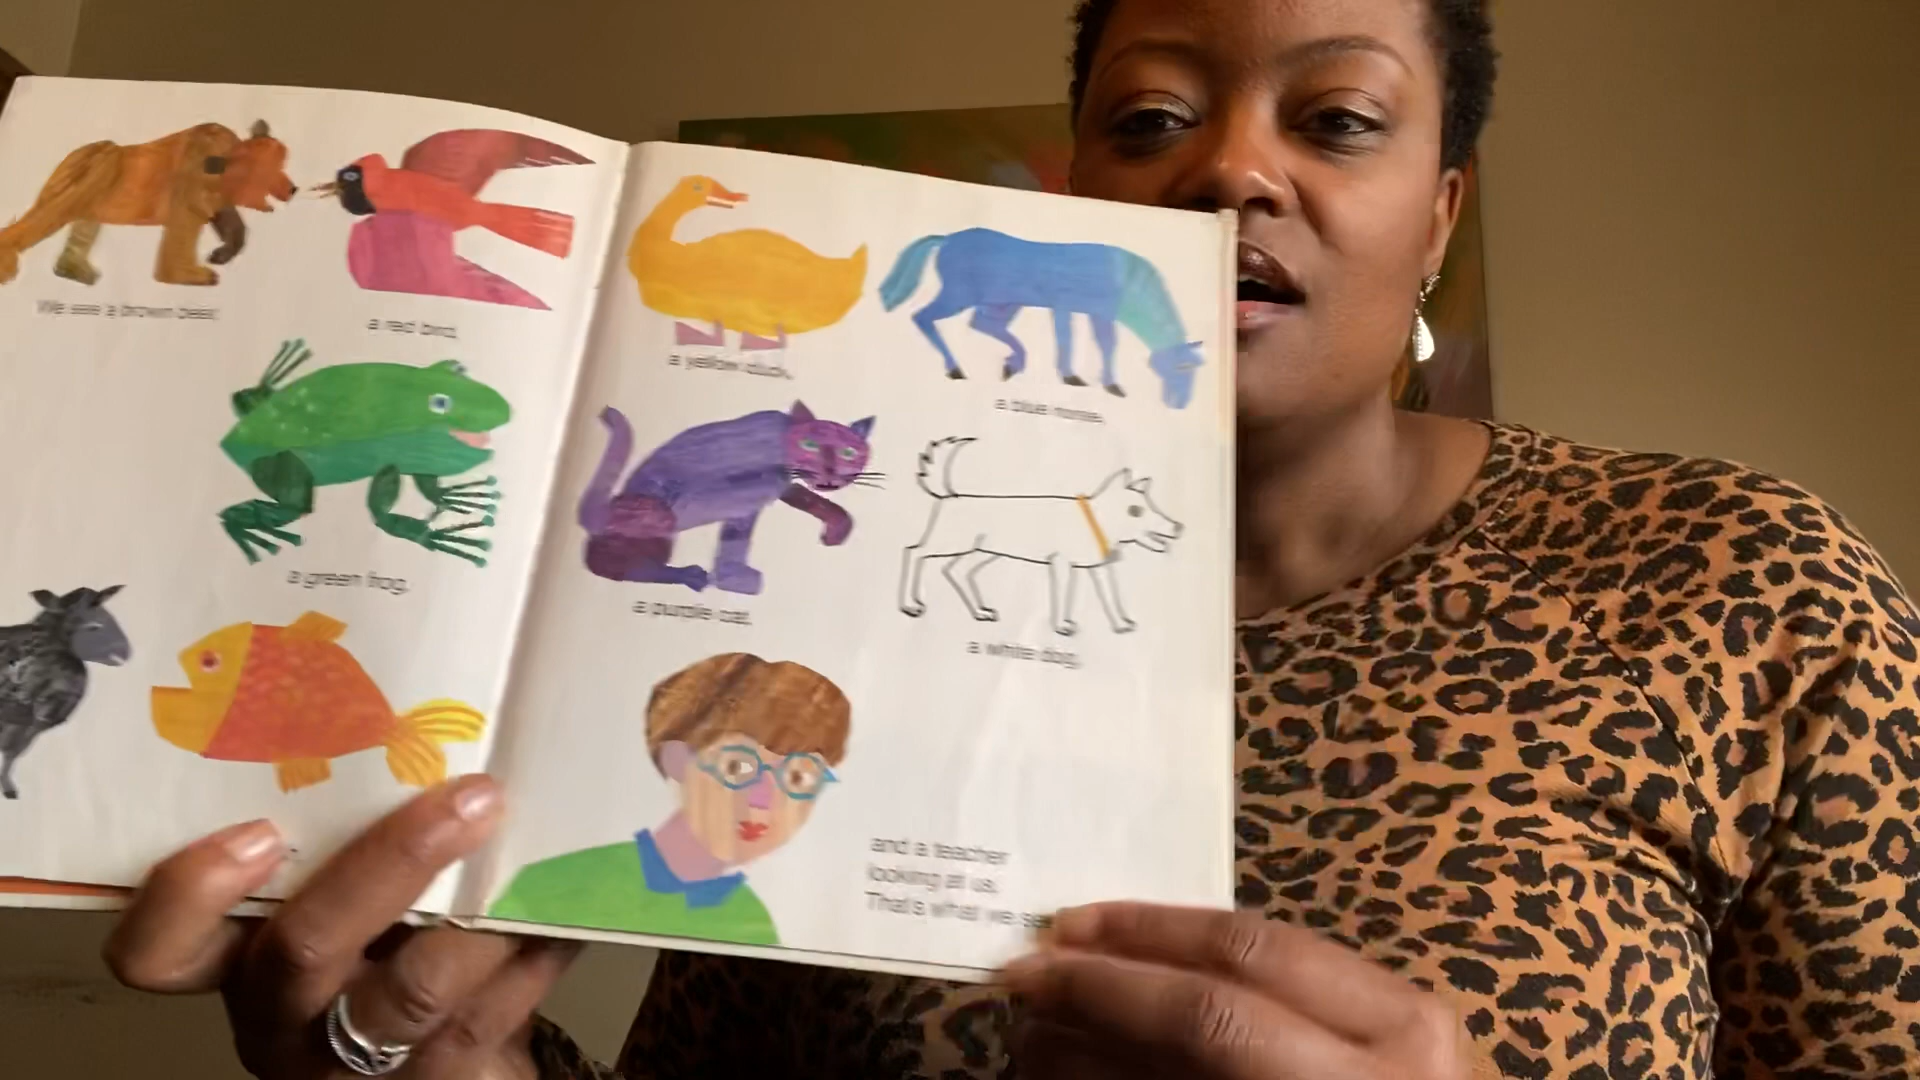 We see a brown bear,
a red bird,
a yellow duck,
a blue horse,
a green frog,
a purple cat,
a white dog,
and a teacher
looking at us.
That's what we see